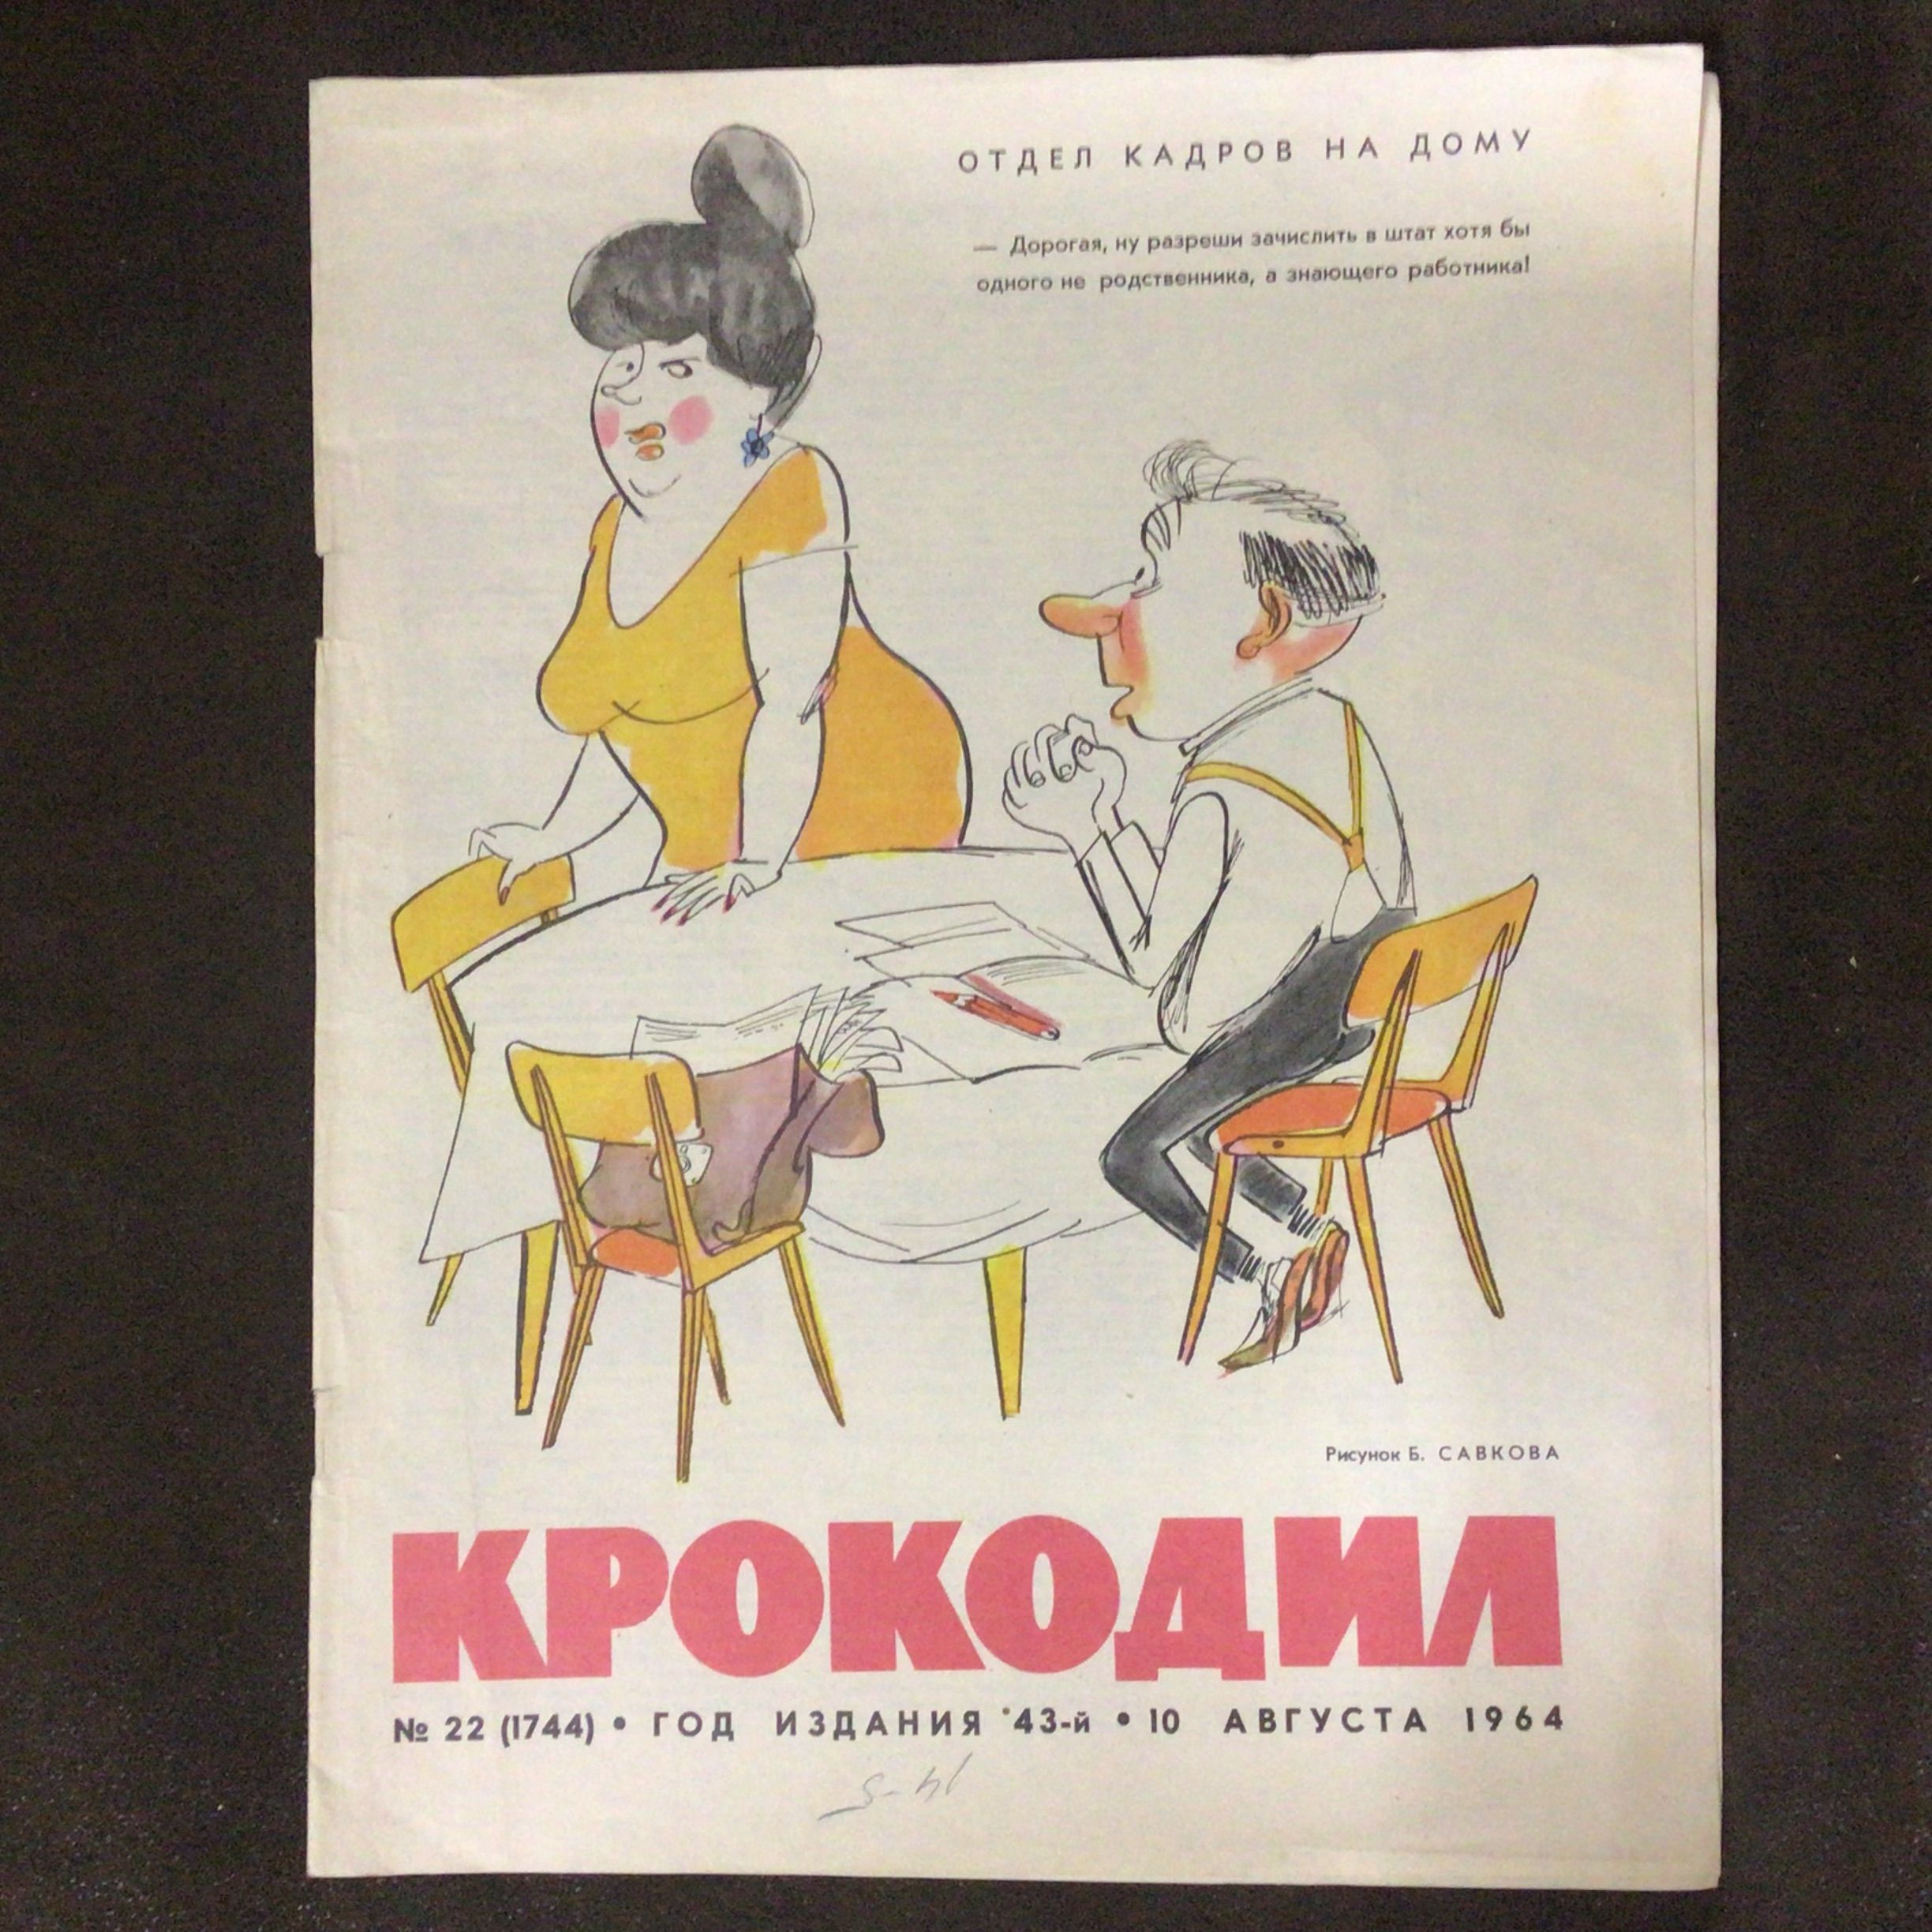 ОТДЕЛ КАДРОВ НА ДОМУ
— Дорогая, ну разреши зачислить в штат хотя бы
одного не родственника, а знающего работника!
Рисунок Б. САВКОВА
КРОКОДИЛ
№ 22 (1744) • ГОД ИЗДАНИЯ 43-й • 10 АВГУСТА 1964